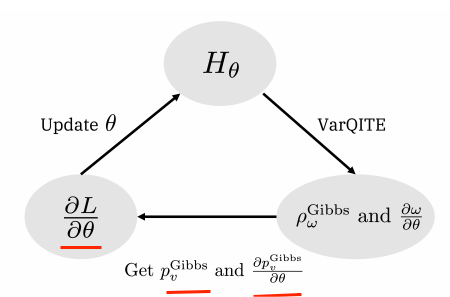 H_θ
Update θ
VarQITE
∂L/∂θ
ρ_ω^Gibbs and ∂ω/∂θ
Get p_v^Gibbs and ∂p_v^Gibbs/∂θ